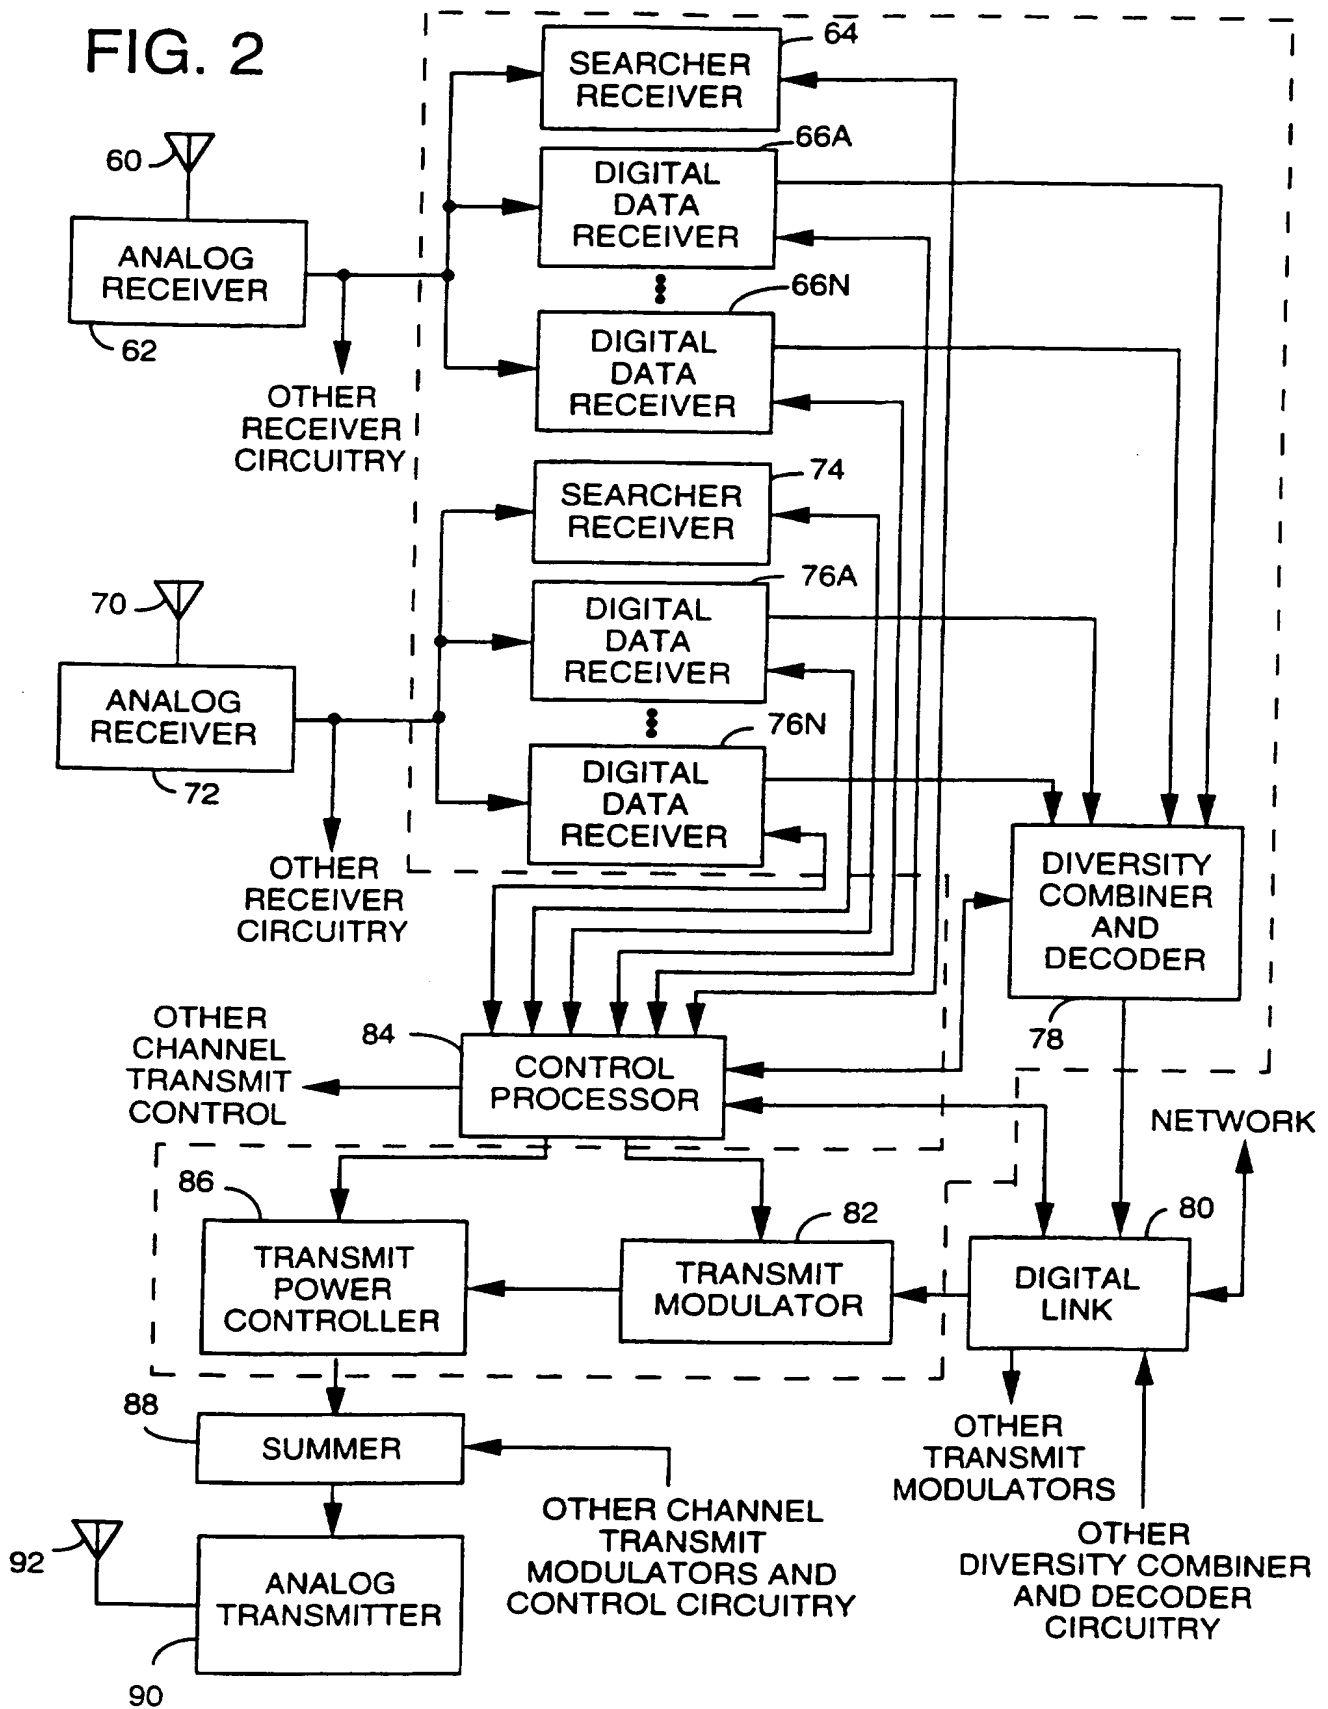 FIG. 2
64
SEARCHER
RECEIVER
66A
60
DIGITAL
DATA
RECEIVER
ANALOG
RECEIVER
62
66N
DIGITAL
DATA
RECEIVER
OTHER
RECEIVER
CIRCUITRY
74
SEARCHER
RECEIVER
76A
70
DIGITAL
DATA
RECEIVER
ANALOG
RECEIVER
72
76N
DIGITAL
DATA
RECEIVER
OTHER
RECEIVER
CIRCUITRY
DIVERSITY
COMBINER
AND
DECODER
78
OTHER
CHANNEL
TRANSMIT
CONTROL
84
CONTROL
PROCESSOR
NETWORK
86
TRANSMIT
POWER
CONTROLLER
82
TRANSMIT
MODULATOR
80
DIGITAL
LINK
88
SUMMER
OTHER
TRANSMIT
MODULATORS
OTHER CHANNEL
TRANSMIT
MODULATORS AND
CONTROL CIRCUITRY
OTHER
DIVERSITY COMBINER
AND DECODER
CIRCUITRY
92
ANALOG
TRANSMITTER
90